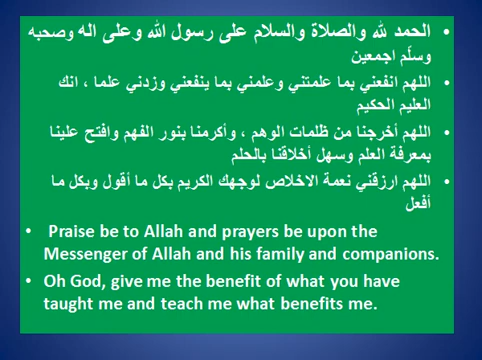 • الحمد لله والصلاة والسلام على رسول الله وعلى اله وصحبه
وسلّم اجمعين
• اللهم انفعني بما علمتني وعلمني بما ينفعني وزدني علما ، انك
العليم الحكيم
• اللهم أخرجنا من ظلمات الوهم ، وأكرمنا بنور الفهم وافتح علينا
بمعرفة العلم وسهل أخلاقنا بالحلم
• اللهم ارزقني نعمة الاخلاص لوجهك الكريم بكل ما أقول وبكل ما
أفعل
• Praise be to Allah and prayers be upon the
Messenger of Allah and his family and companions.
• Oh God, give me the benefit of what you have
taught me and teach me what benefits me.